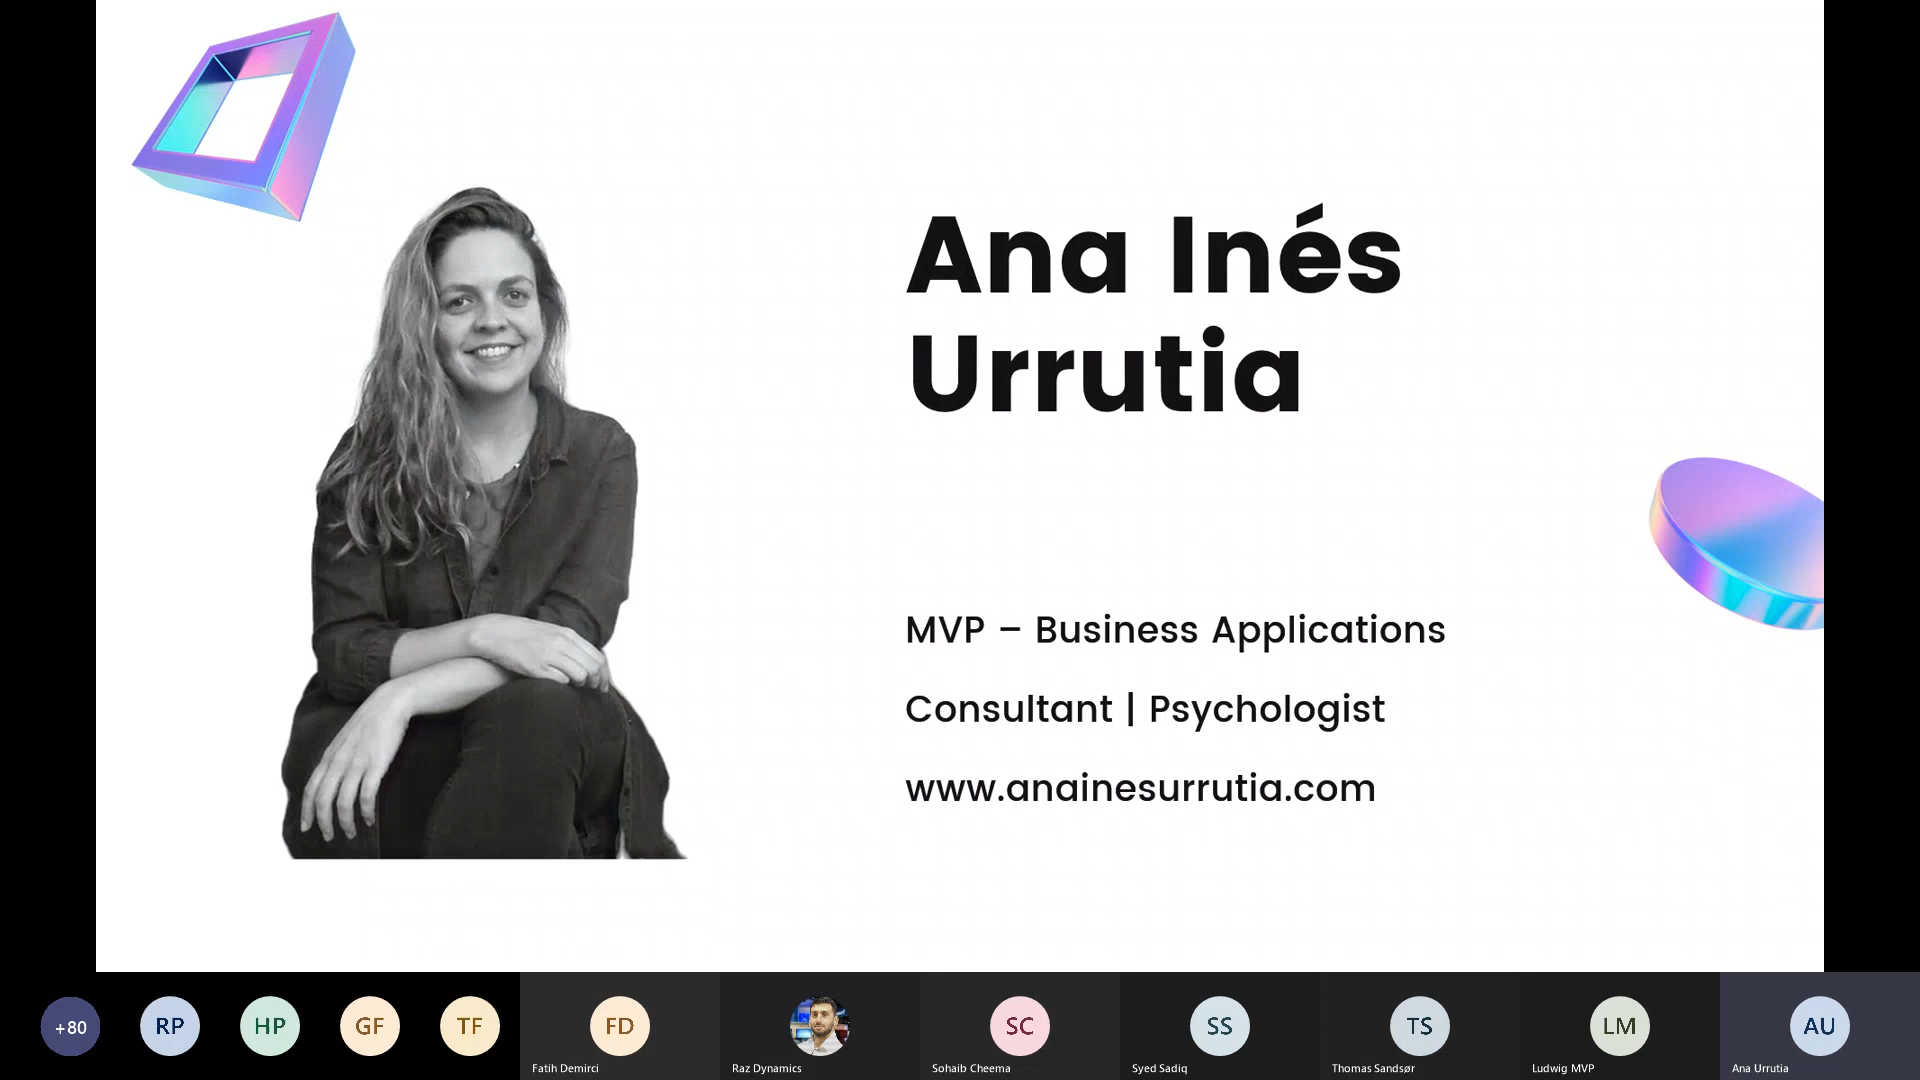 Ana Inés
Urrutia
MVP – Business Applications
Consultant | Psychologist
www.anainesurrutia.com
+80
RP
HP
GF
TF
FD
Fatih Demirci
Raz Dynamics
SC
Sohaib Cheema
SS
Syed Sadiq
TS
Thomas Sandsør
LM
Ludwig MVP
AU
Ana Urrutia